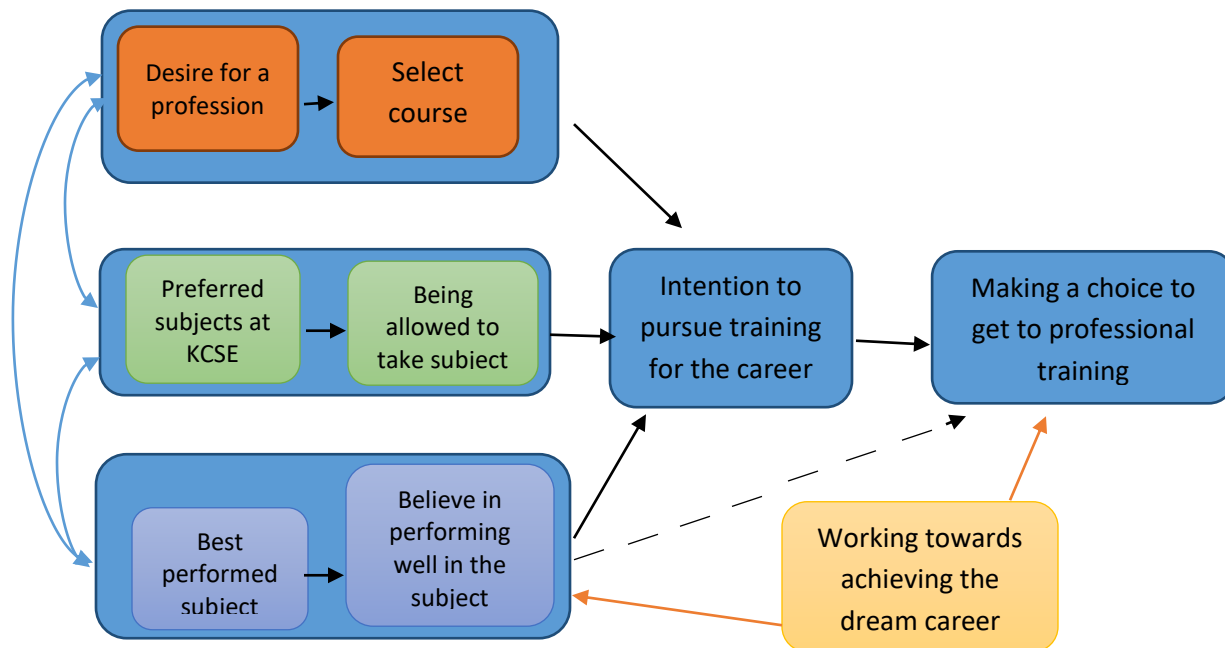 Desire for a
profession
Select
course
Preferred
subjects at
KCSE
Being
allowed to
take subject
Intention to
pursue training
for the career
Making a choice to
get to professional
training
Best
performed
subject
Believe in
performing
well in the
subject
Working towards
achieving the
dream career